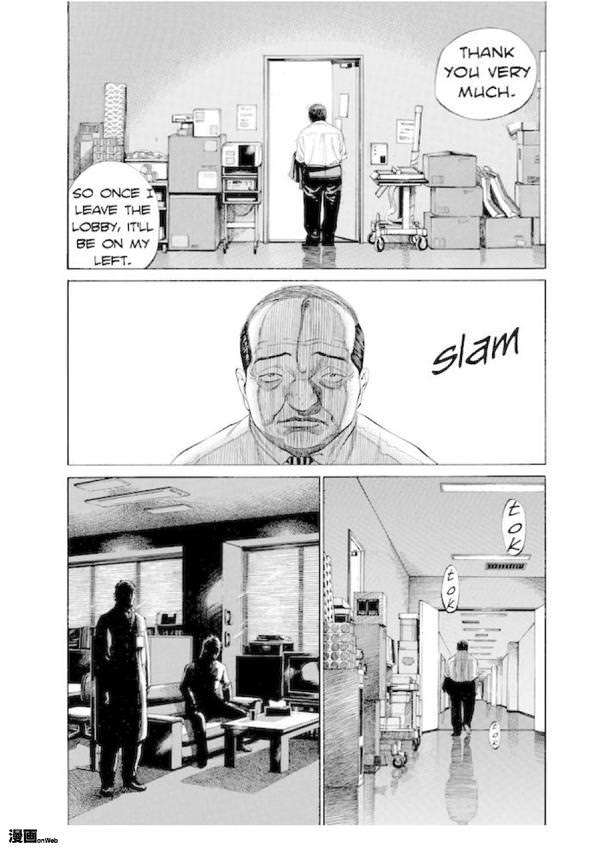 THANK
YOU VERY
MUCH.
SO ONCE I
LEAVE THE
LOBBY, IT'LL
BE ON MY
LEFT.
slam
tok
tok
tok
漫画onWeb